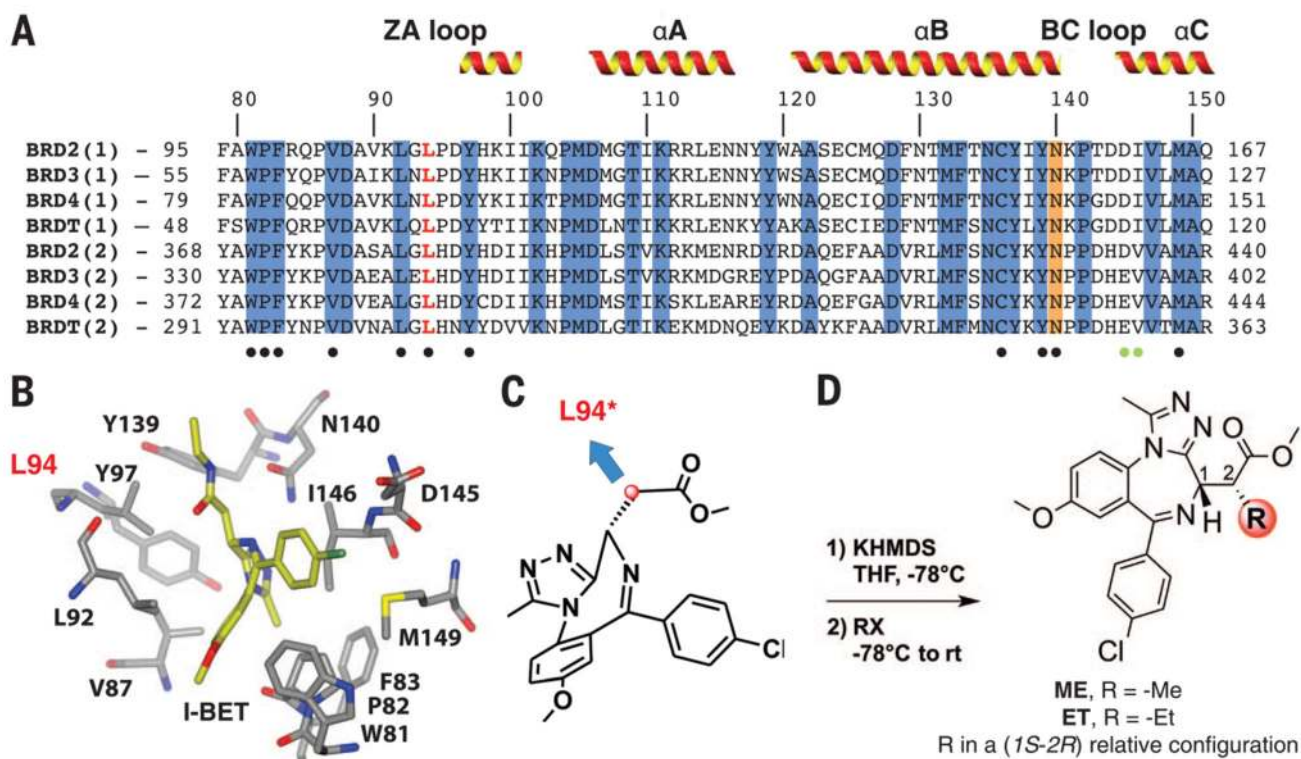 A
ZA loop αA αB BC loop αC
80 90 100 110 120 130 140 150
BRD2(1) – 95 FAWPFRQPVDAVKLGLPDYHKIIKQPMDMGTIKRRLENNYYWAASECMQDFNTMFTNCYIYNKPTDDIVLMAQ 167
BRD3(1) – 55 FAWPFYQPVDAIKLNLPDYHKIIKNPMDMGTIKKRLENNYYWSASECMQDFNTMFTNCYIYNKPTDDIVLMAQ 127
BRD4(1) – 79 FAWPFQQPVDAVKLNLPDYYKIIKTPMDMGTIKKRLENNYYWNAQECIQDFNTMFTNCYIYNKPGDDIVLMAE 151
BRDT(1) – 48 FSWPFQRPVDAVKLQLPDYYTIIKNPMDLNTIKKRLENKYYAKASECIEDFNTMFSNCYLYNKPGDDIVLMAQ 120
BRD2(2) – 368 YAWPFYKPVDASALGLHDYHDIIKHPMDLSTVKRKMENRDYRDAQEFAADVRLMFSNCYKYNPPDHDVVAMAR 440
BRD3(2) – 330 YAWPFYKPVDAEALELHDYHDIIKHPMDLSTVKRKMDGREYPDAQGFAADVRLMFSNCYKYNPPDHEVVAMAR 402
BRD4(2) – 372 YAWPFYKPVDVEALGLHDYCDIIKHPMDMSTIKSKLEAREYRDAQEFGADVRLMFSNCYKYNPPDHEVVAMAR 444
BRDT(2) – 291 YAWPFYNPVDVNALGLHNYYDVVKNPMDLGTIKEKMDNQEYKDAYKFAADVRLMFMNCYKYNPPDHEVVTMAR 363
B
Y139
N140
L94
Y97
I146
D145
L92
M149
V87
F83
I-BET
P82
W81
C
L94*
O
O
N N
N
N
Cl
O
1) KHMDS
THF, -78°C
2) RX
-78°C to rt
D
N N
N
O
O
1 2
R
O
N H
Cl
ME, R = -Me
ET, R = -Et
R in a (1S-2R) relative configuration